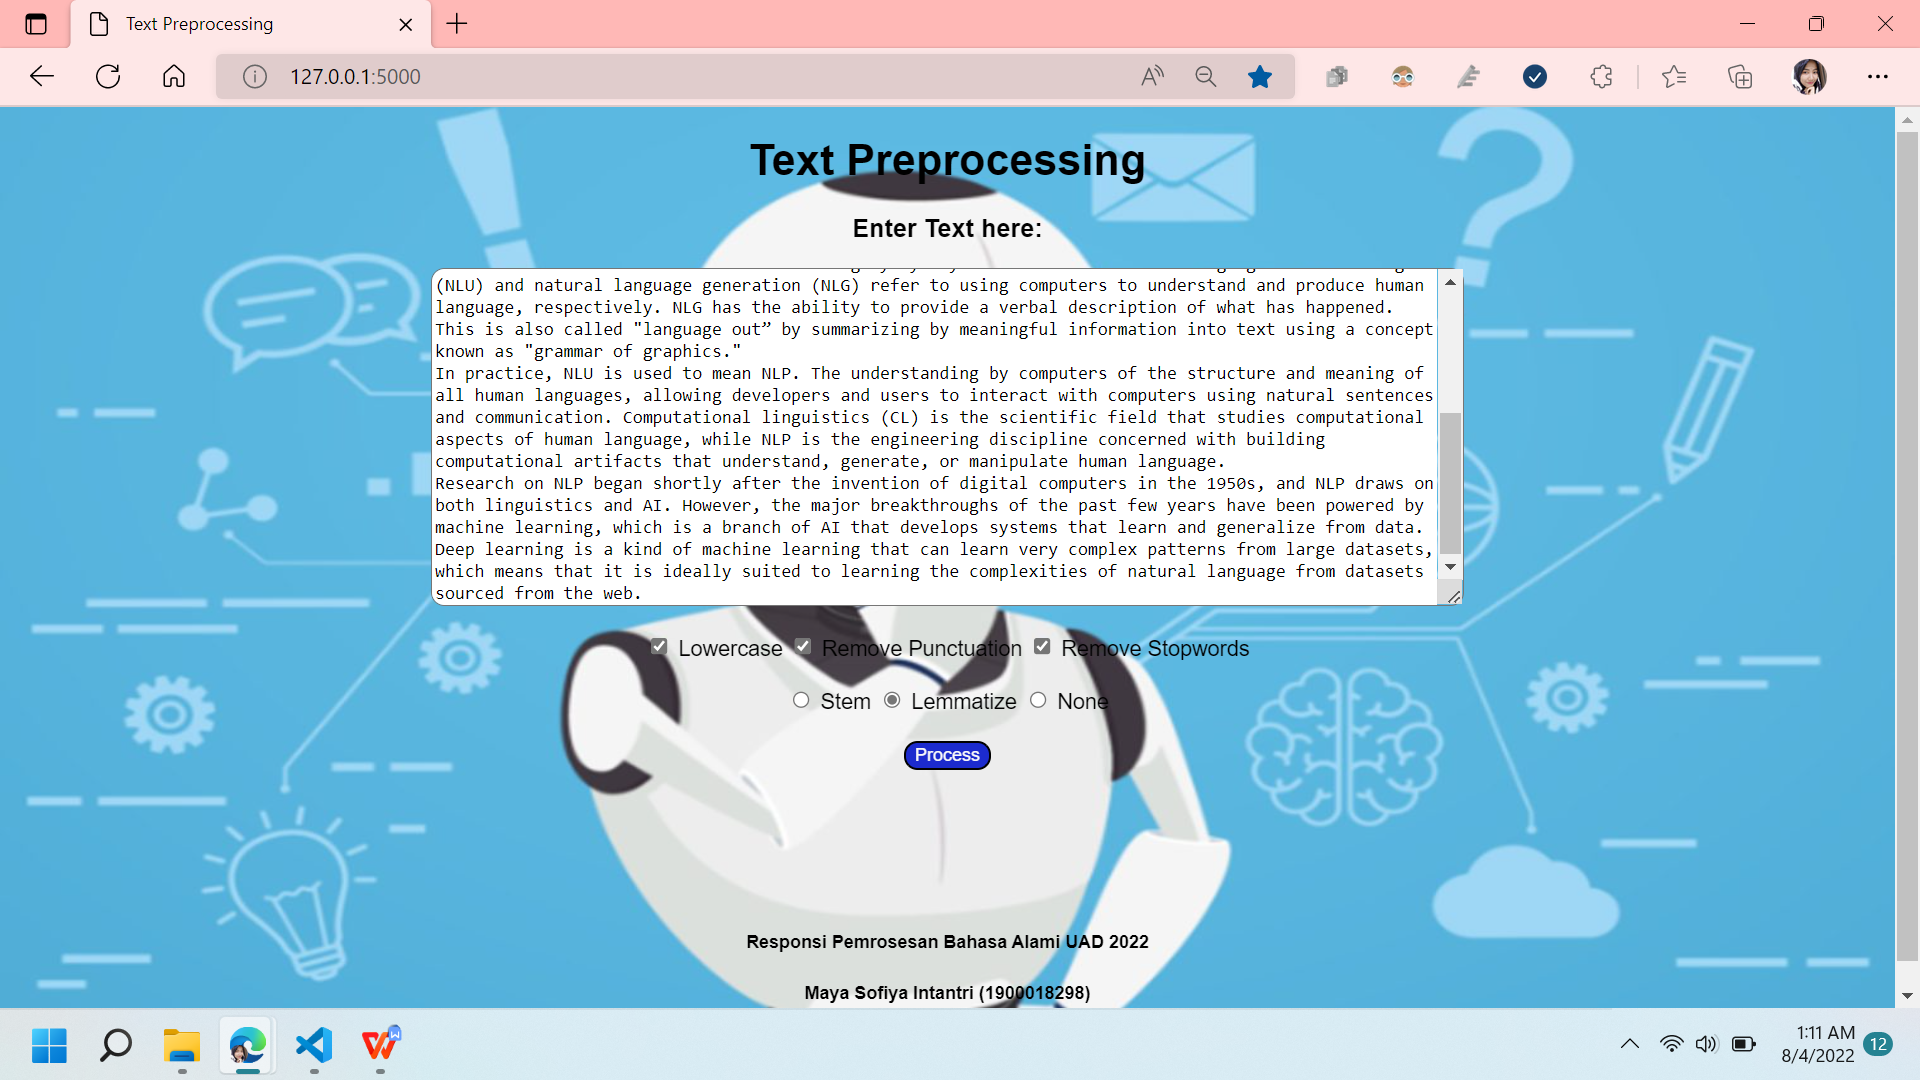 Text Preprocessing
127.0.0.1:5000
Text Preprocessing
Enter Text here:
(NLU) and natural language generation (NLG) refer to using computers to understand and produce human
language, respectively. NLG has the ability to provide a verbal description of what has happened.
This is also called "language out” by summarizing by meaningful information into text using a concept
known as "grammar of graphics."
In practice, NLU is used to mean NLP. The understanding by computers of the structure and meaning of
all human languages, allowing developers and users to interact with computers using natural sentences
and communication. Computational linguistics (CL) is the scientific field that studies computational
aspects of human language, while NLP is the engineering discipline concerned with building
computational artifacts that understand, generate, or manipulate human language.
Research on NLP began shortly after the invention of digital computers in the 1950s, and NLP draws on
both linguistics and AI. However, the major breakthroughs of the past few years have been powered by
machine learning, which is a branch of AI that develops systems that learn and generalize from data.
Deep learning is a kind of machine learning that can learn very complex patterns from large datasets,
which means that it is ideally suited to learning the complexities of natural language from datasets
sourced from the web.
Lowercase Remove Punctuation Remove Stopwords
Stem Lemmatize None
Process
Responsi Pemrosesan Bahasa Alami UAD 2022
Maya Sofiya Intantri (1900018298)
1:11 AM
8/4/2022
12